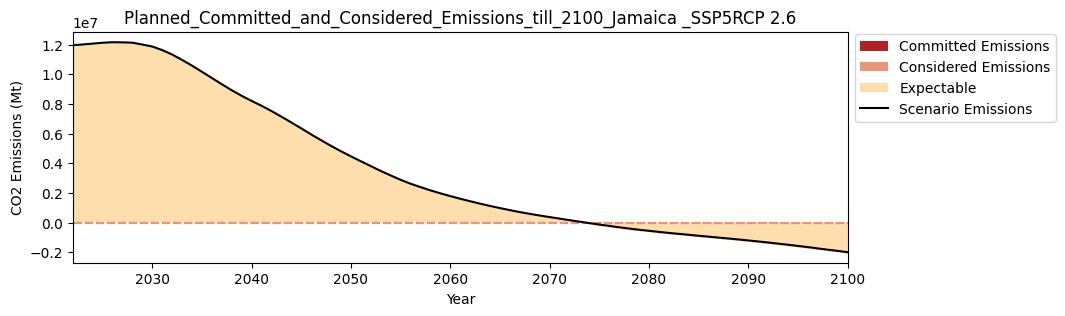 Planned_Committed_and_Considered_Emissions_till_2100_Jamaica _SSP5RCP 2.6
1e7
1.2
1.0
0.8
0.6
0.4
0.2
0.0
−0.2
CO2 Emissions (Mt)
2030 2040 2050 2060 2070 2080 2090 2100
Year
Committed Emissions
Considered Emissions
Expectable
Scenario Emissions